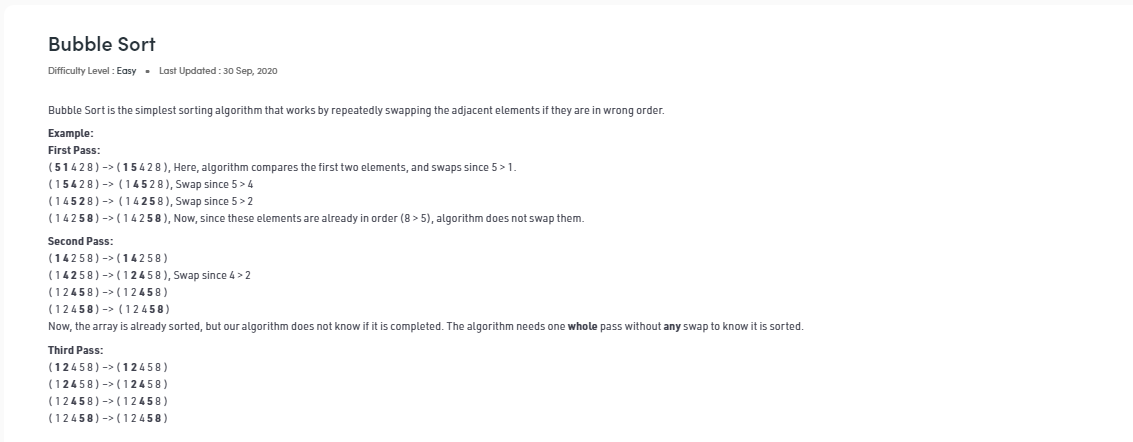 Bubble Sort
Difficulty Level : Easy • Last Updated : 30 Sep, 2020
Bubble Sort is the simplest sorting algorithm that works by repeatedly swapping the adjacent elements if they are in wrong order.
Example:
First Pass:
( 5 1 4 2 8 ) –> ( 1 5 4 2 8 ), Here, algorithm compares the first two elements, and swaps since 5 > 1.
( 1 5 4 2 8 ) –> ( 1 4 5 2 8 ), Swap since 5 > 4
( 1 4 5 2 8 ) –> ( 1 4 2 5 8 ), Swap since 5 > 2
( 1 4 2 5 8 ) –> ( 1 4 2 5 8 ), Now, since these elements are already in order (8 > 5), algorithm does not swap them.
Second Pass:
( 1 4 2 5 8 ) –> ( 1 4 2 5 8 )
( 1 4 2 5 8 ) –> ( 1 2 4 5 8 ), Swap since 4 > 2
( 1 2 4 5 8 ) –> ( 1 2 4 5 8 )
( 1 2 4 5 8 ) –> ( 1 2 4 5 8 )
Now, the array is already sorted, but our algorithm does not know if it is completed. The algorithm needs one whole pass without any swap to know it is sorted.
Third Pass:
( 1 2 4 5 8 ) –> ( 1 2 4 5 8 )
( 1 2 4 5 8 ) –> ( 1 2 4 5 8 )
( 1 2 4 5 8 ) –> ( 1 2 4 5 8 )
( 1 2 4 5 8 ) –> ( 1 2 4 5 8 )